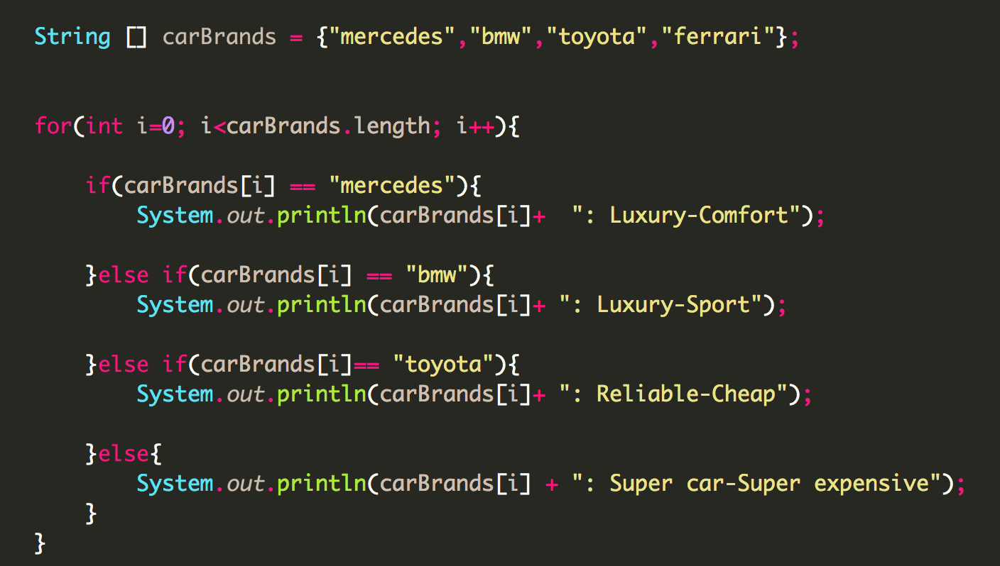 String [] carBrands = {"mercedes","bmw","toyota","ferrari"};
for(int i=0; i<carBrands.length; i++){
    if(carBrands[i] == "mercedes"){
        System.out.println(carBrands[i]+  ": Luxury-Comfort");
    }else if(carBrands[i] == "bmw"){
        System.out.println(carBrands[i]+ ": Luxury-Sport");
    }else if(carBrands[i]== "toyota"){
        System.out.println(carBrands[i]+ ": Reliable-Cheap");
    }else{
        System.out.println(carBrands[i] + ": Super car-Super expensive");
    }
}